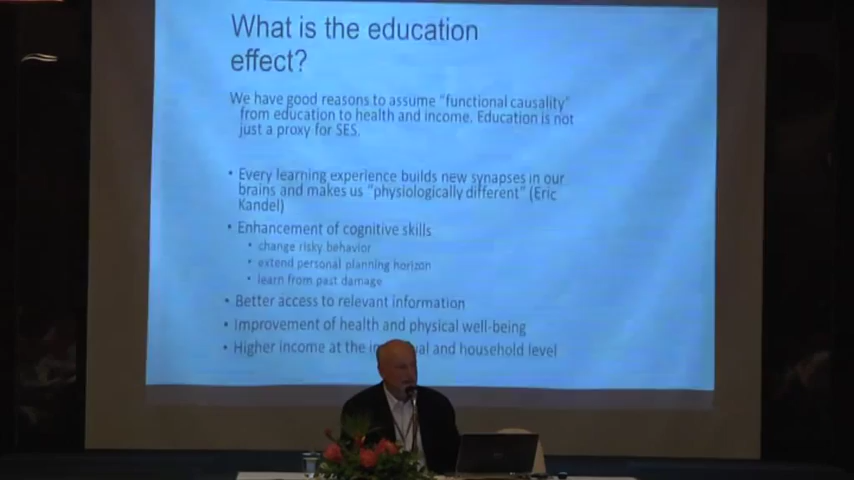 What is the education
effect?
We have good reasons to assume "functional causality"
from education to health and income. Education is not
just a proxy for SES.
• Every learning experience builds new synapses in our
brains and makes us "physiologically different" (Eric
Kandel)
• Enhancement of cognitive skills
• change risky behavior
• extend personal planning horizon
• learn from past damage
• Better access to relevant information
• Improvement of health and physical well-being
• Higher income at the and household level